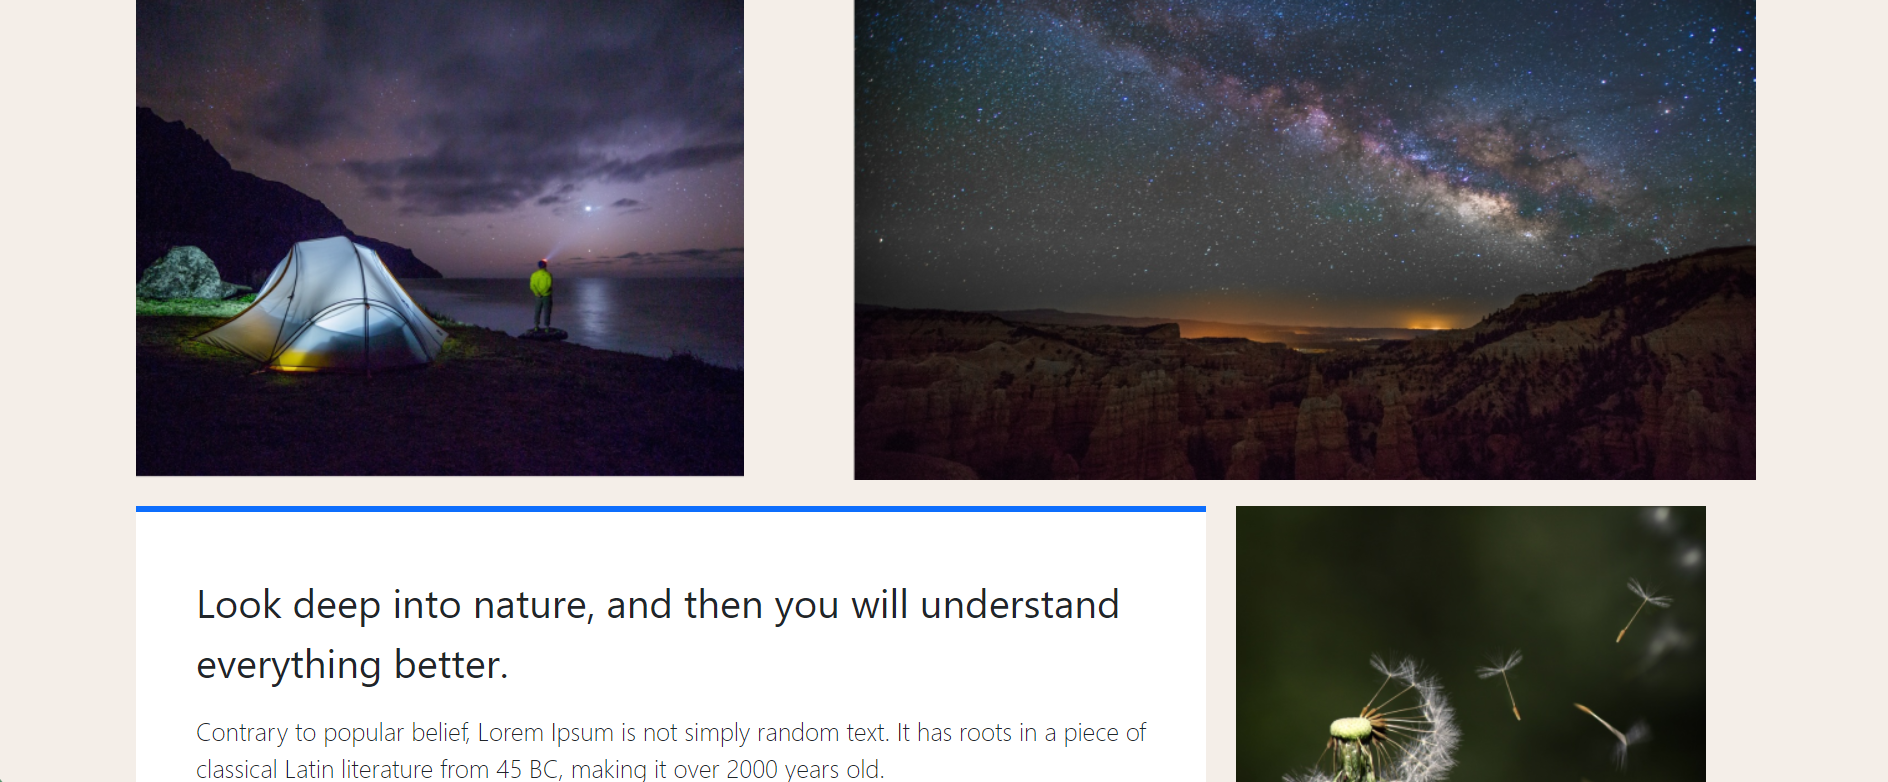 Look deep into nature, and then you will understand
everything better.
Contrary to popular belief, Lorem Ipsum is not simply random text. It has roots in a piece of
classical Latin literature from 45 BC, making it over 2000 years old.